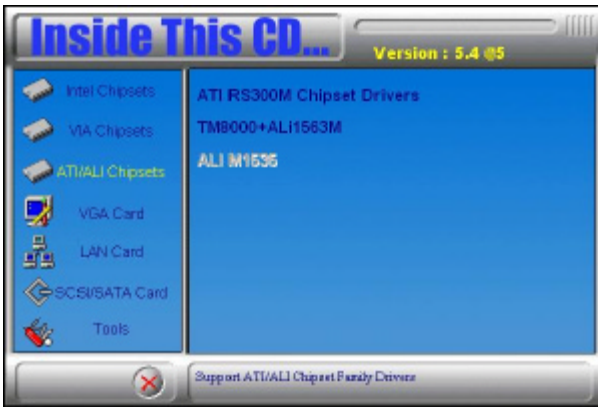 Inside This CD...
Version : 5.4 @5
Intel Chipsets
VIA Chipsets
ATI/ALI Chipsets
VGA Card
LAN Card
SCSI/SATA Card
Tools
ATI RS300M Chipset Drivers
TM8000+ALi1563M
ALI M1535
Support ATI/ALI Chipset Family Drivers